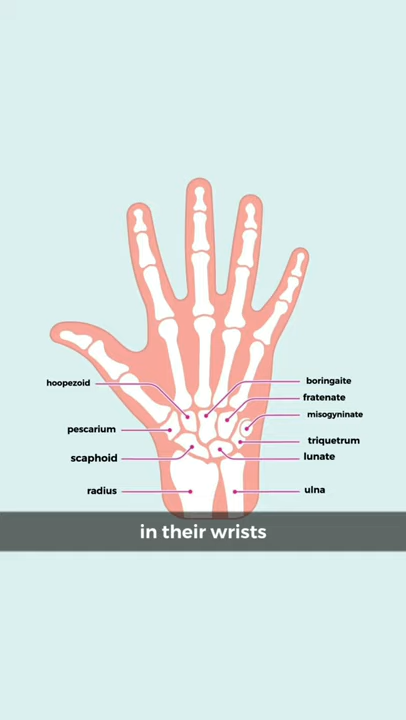 hoopezoid
boringaite
fratenate
misogyninate
pescarium
triquetrum
scaphoid
lunate
radius
ulna
in their wrists